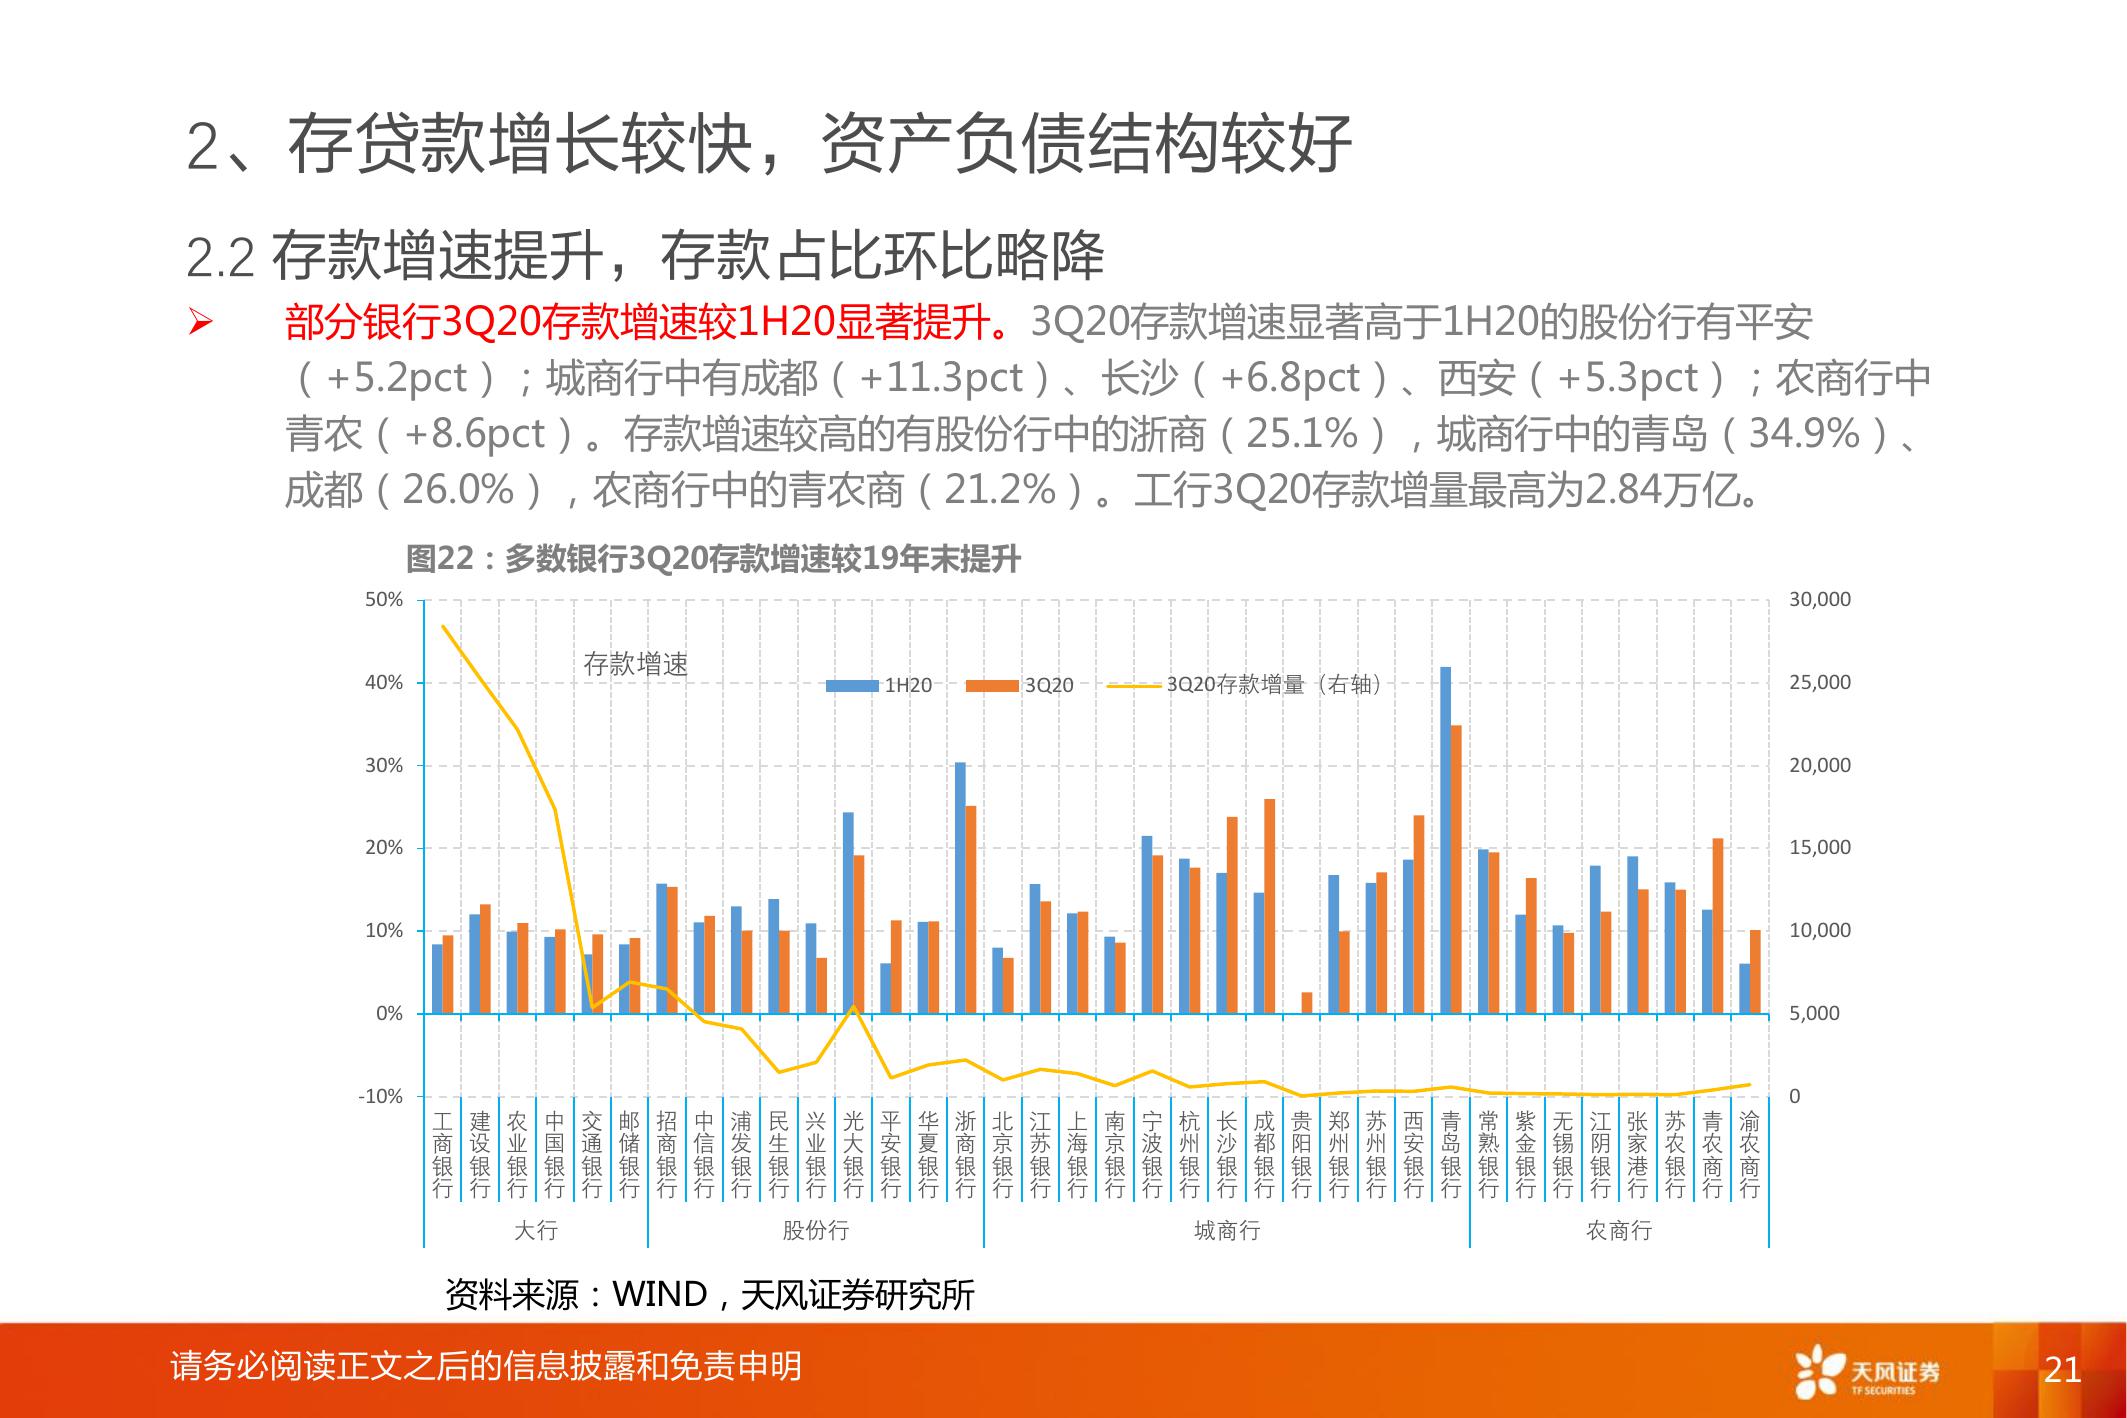 2、存贷款增长较快，资产负债结构较好
2.2 存款增速提升，存款占比环比略降
➢ 部分银行3Q20存款增速较1H20显著提升。3Q20存款增速显著高于1H20的股份行有平安
（+5.2pct）；城商行中有成都（+11.3pct）、长沙（+6.8pct）、西安（+5.3pct）；农商行中
青农（+8.6pct）。存款增速较高的有股份行中的浙商（25.1%），城商行中的青岛（34.9%）、
成都（26.0%），农商行中的青农商（21.2%）。工行3Q20存款增量最高为2.84万亿。
图22：多数银行3Q20存款增速较19年末提升
50%
40%
30%
20%
10%
0%
-10%
存款增速
1H20
3Q20
3Q20存款增量（右轴）
30,000
25,000
20,000
15,000
10,000
5,000
0
工商银行
建设银行
农业银行
中国银行
交通银行
邮储银行
招商银行
中信银行
浦发银行
民生银行
兴业银行
光大银行
平安银行
华夏银行
浙商银行
北京银行
江苏银行
上海银行
南京银行
宁波银行
杭州银行
长沙银行
成都银行
贵阳银行
郑州银行
苏州银行
西安银行
青岛银行
常熟银行
紫金银行
无锡银行
江阴银行
张家港行
苏农银行
青农商行
渝农商行
大行
股份行
城商行
农商行
资料来源：WIND，天风证券研究所
请务必阅读正文之后的信息披露和免责申明
天风证券
TF SECURITIES
21